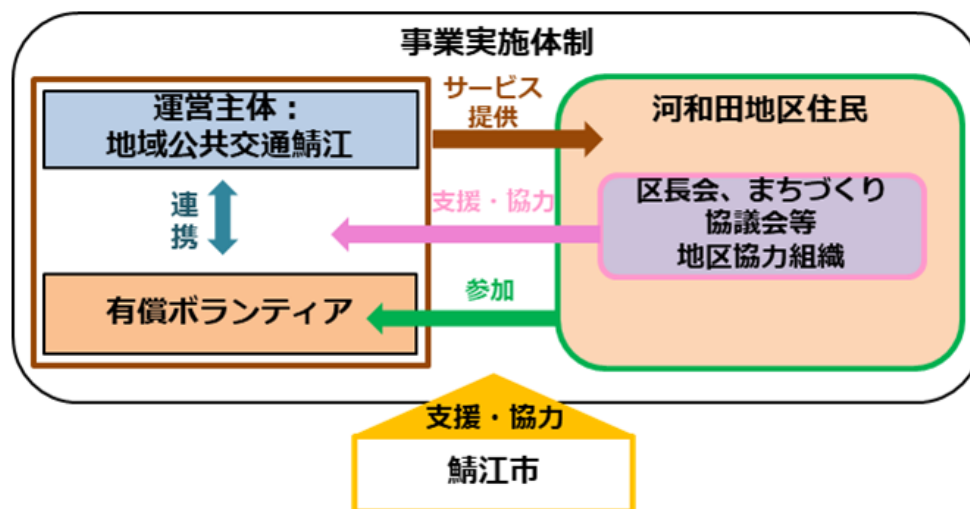 事業実施体制
運営主体：
地域公共交通鯖江
サービス
提供
河和田地区住民
連
携
支援・協力
区長会、まちづくり
協議会等
地区協力組織
有償ボランティア
参加
支援・協力
鯖江市